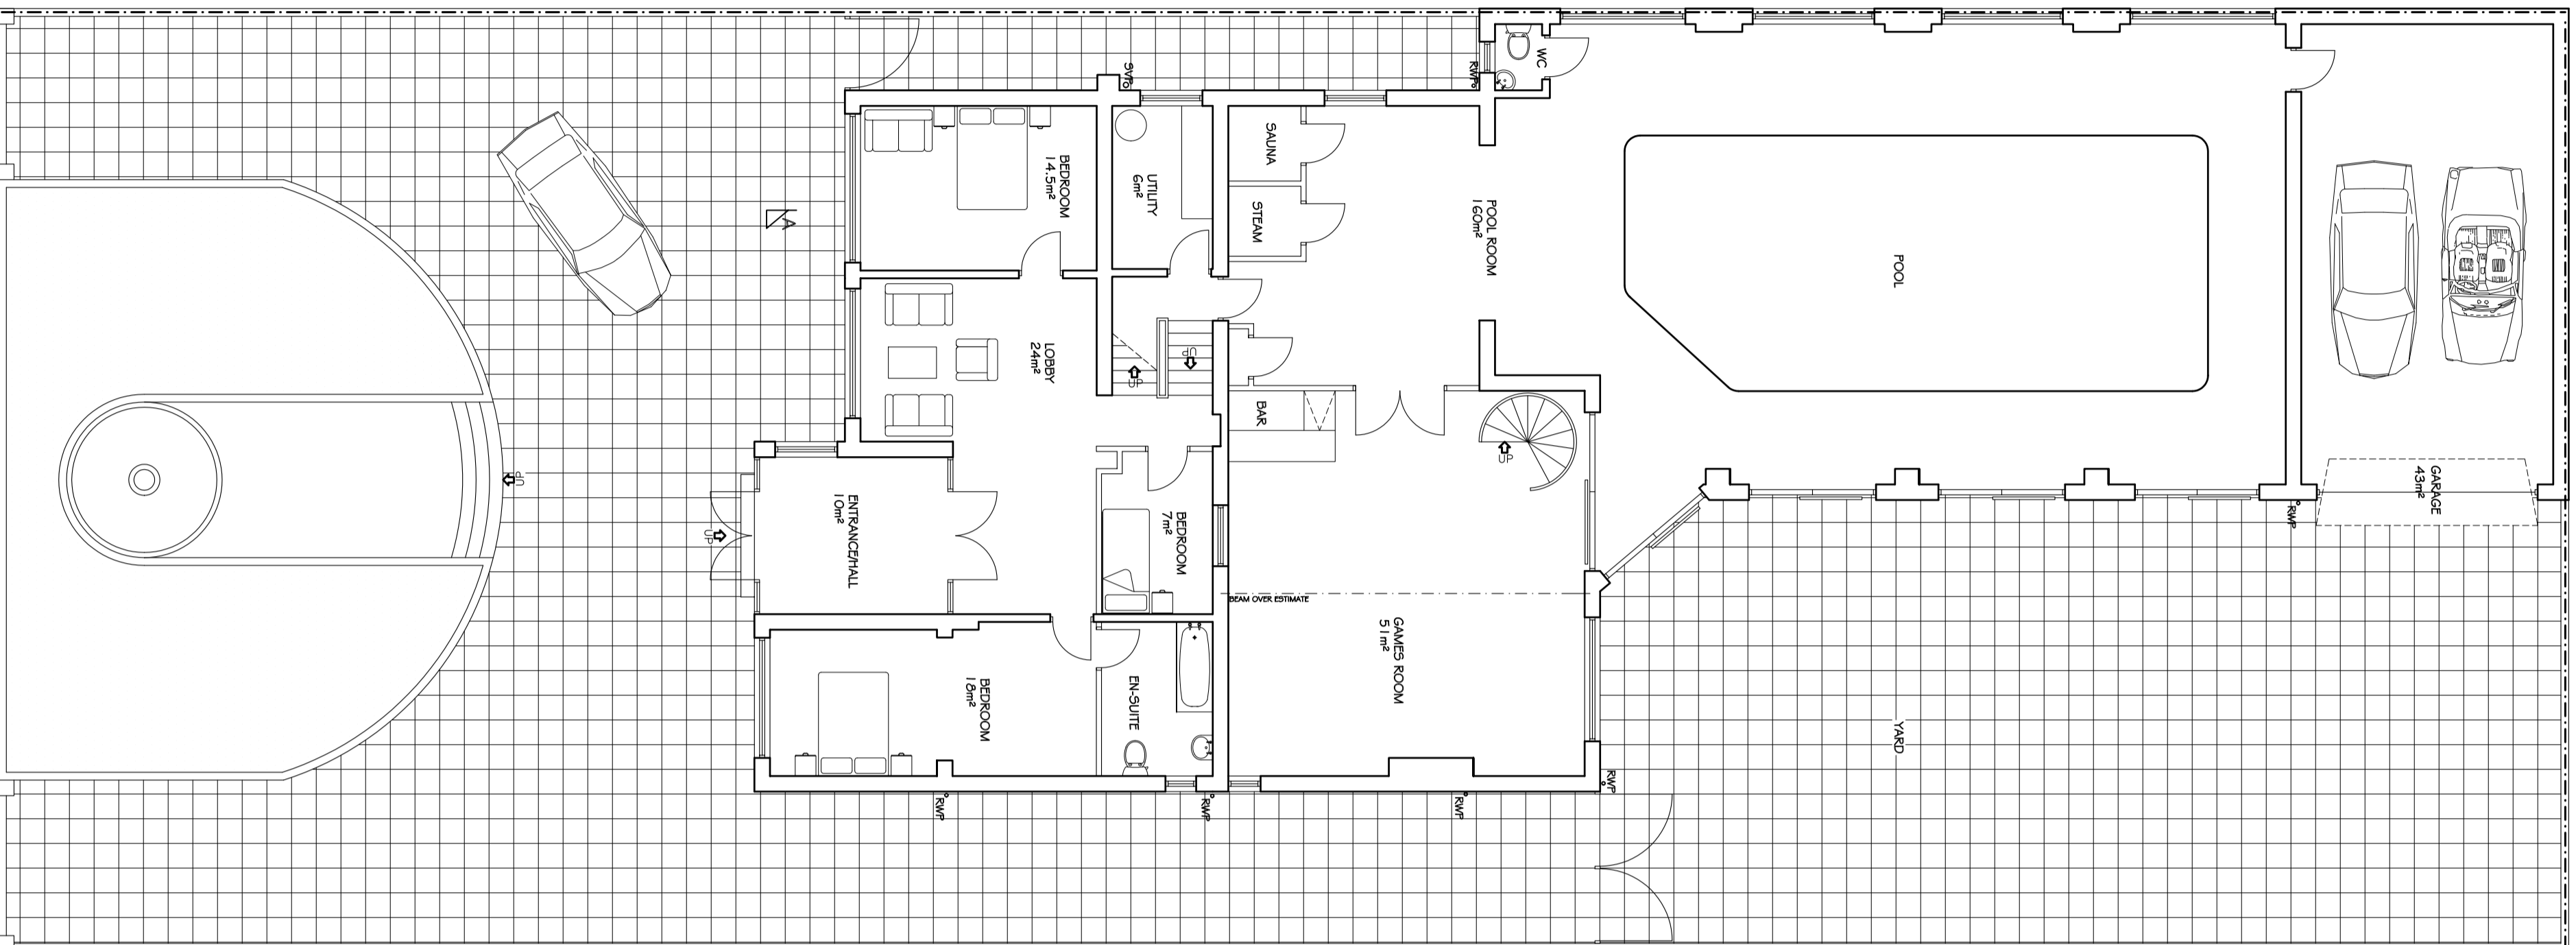 WC
RWP
SVP
BEDROOM
14.5m²
UTILITY
6m²
SAUNA
STEAM
POOL ROOM
160m²
POOL
A
LOBBY
24m²
UP
UP
BAR
UP
GARAGE
43m²
RWP
UP
UP
ENTRANCE/HALL
10m²
BEDROOM
7m²
BEAM OVER ESTIMATE
GAMES ROOM
51m²
BEDROOM
18m²
EN-SUITE
YARD
RWP
RWP
RWP
RWP